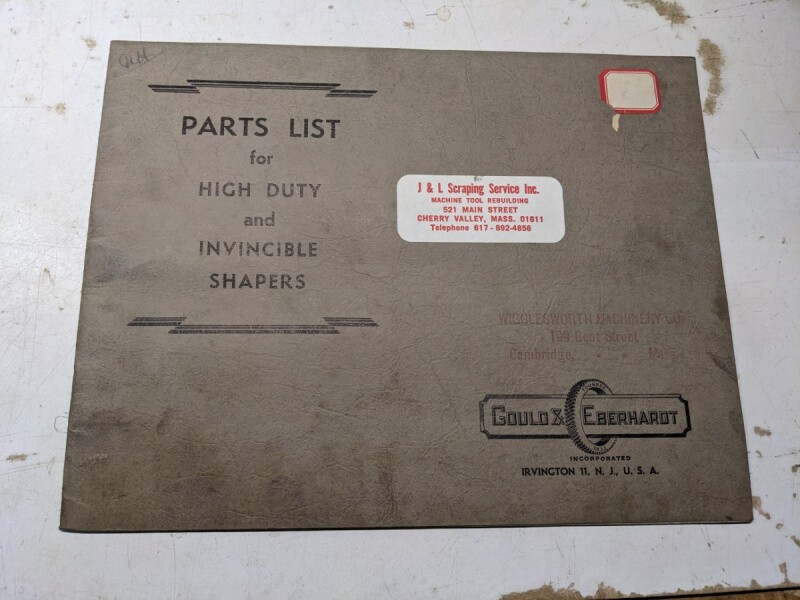 PARTS LIST
for
HIGH DUTY
and
INVINCIBLE
SHAPERS
J & L Scraping Service Inc.
MACHINE TOOL REBUILDING
521 MAIN STREET
CHERRY VALLEY, MASS. 01611
Telephone 617-892-4856
WIGGLESWORTH MACHINERY CO.
199 Bent Street
Cambridge, Mass.
GOULD & EBERHARDT
INCORPORATED
IRVINGTON 11, N. J., U. S. A.